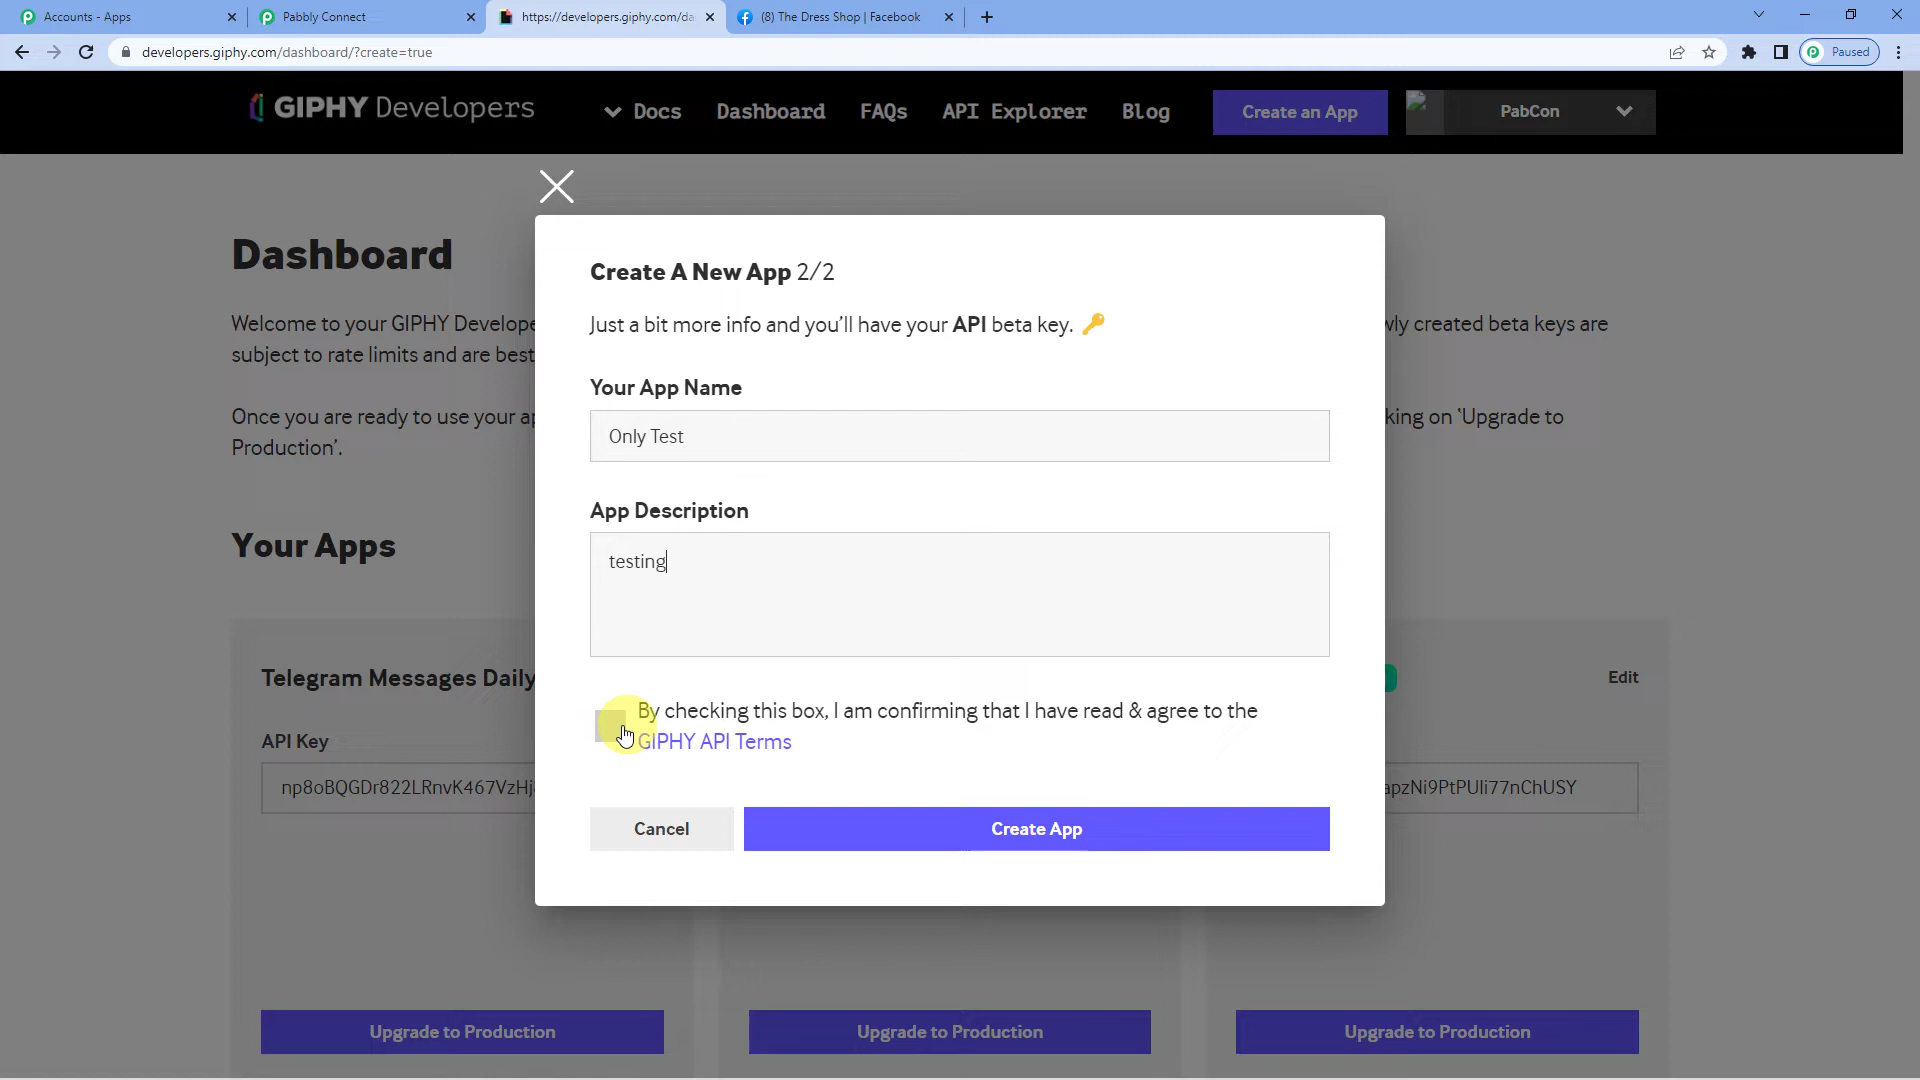 Accounts - Apps
Pabbly Connect
https://developers.giphy.com/da
(8) The Dress Shop | Facebook
developers.giphy.com/dashboard/?create=true
Paused
GIPHY Developers
Docs
Dashboard
FAQs
API Explorer
Blog
Create an App
PabCon
Dashboard
Welcome to your GIPHY Develope
wly created beta keys are
subject to rate limits and are best
Once you are ready to use your ap
king on ‘Upgrade to
Production’.
Your Apps
Create A New App 2/2
Just a bit more info and you’ll have your API beta key.
Your App Name
Only Test
App Description
testing
By checking this box, I am confirming that I have read & agree to the
GIPHY API Terms
Cancel
Create App
Telegram Messages Daily
Edit
API Key
np8oBQGDr822LRnvK467VzHj
apzNi9PtPUIi77nChUSY
Upgrade to Production
Upgrade to Production
Upgrade to Production